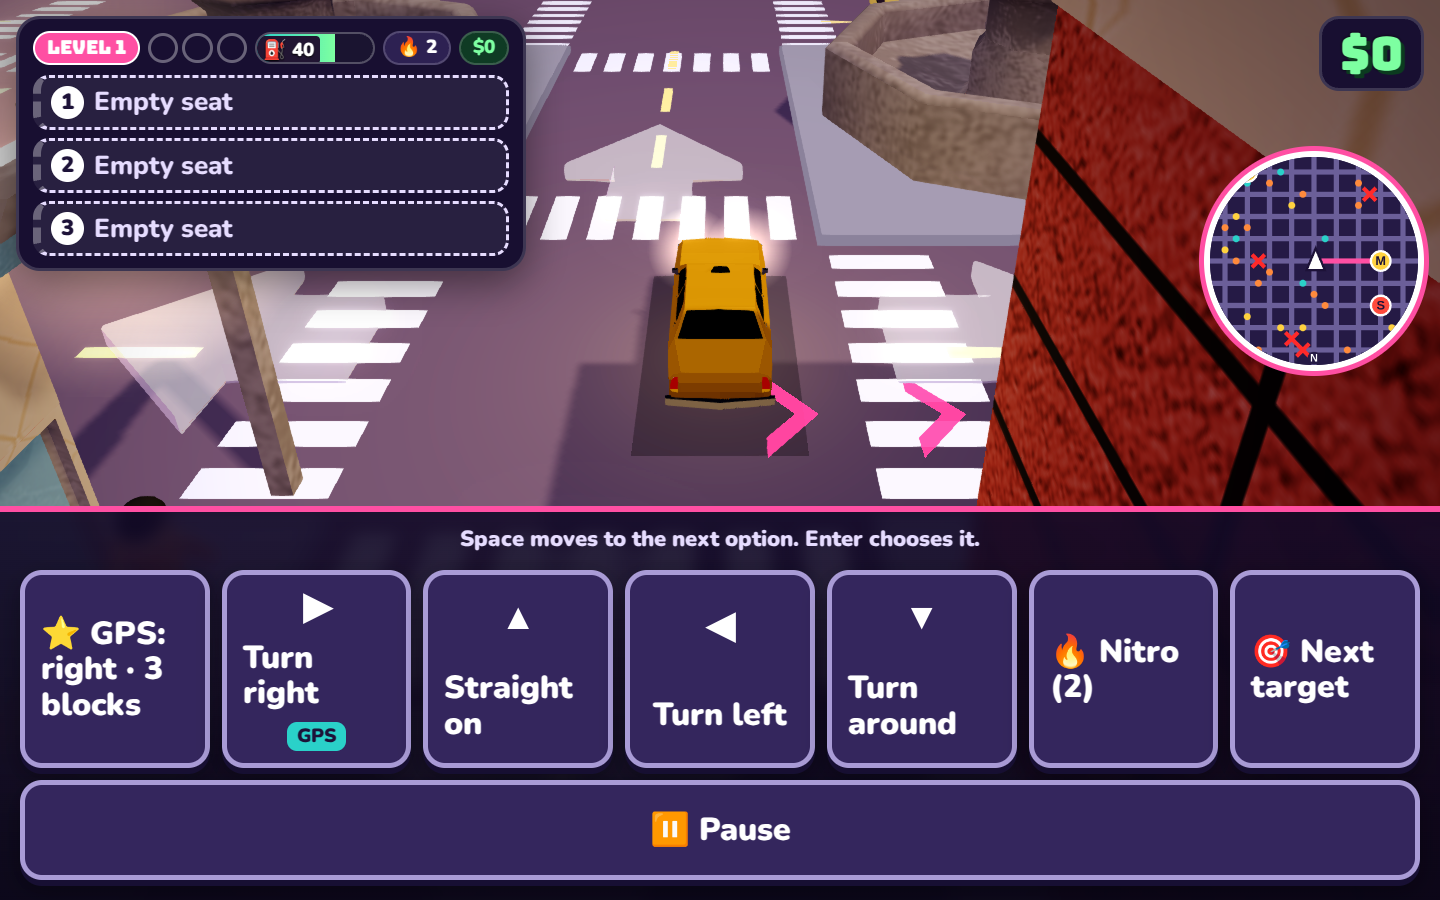 LEVEL 1
40
2
$0
1 Empty seat
2 Empty seat
3 Empty seat
$0
M
S
N
Space moves to the next option. Enter chooses it.
GPS:
right · 3
blocks
Turn
right
GPS
Straight
on
Turn left
Turn
around
Nitro
(2)
Next
target
Pause